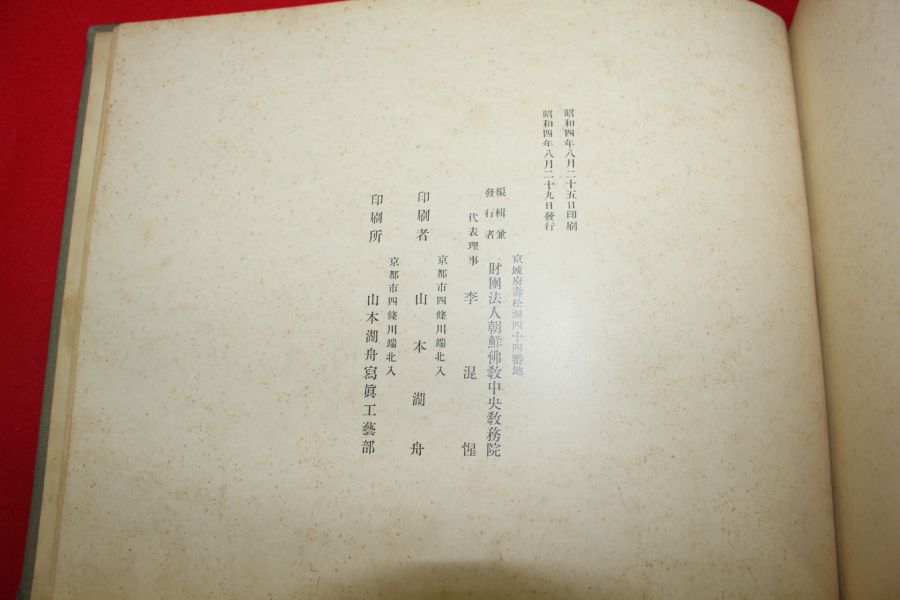 昭和四年八月二十五日印刷
昭和四年八月二十九日發行
京城府壽松洞四十四番地
編輯兼
發行者
財團法人朝鮮佛敎中央敎務院
代表理事 李混惺
京都市四條川端北入
印刷者 山本湖舟
京都市四條川端北入
印刷所 山本湖舟寫眞工藝部